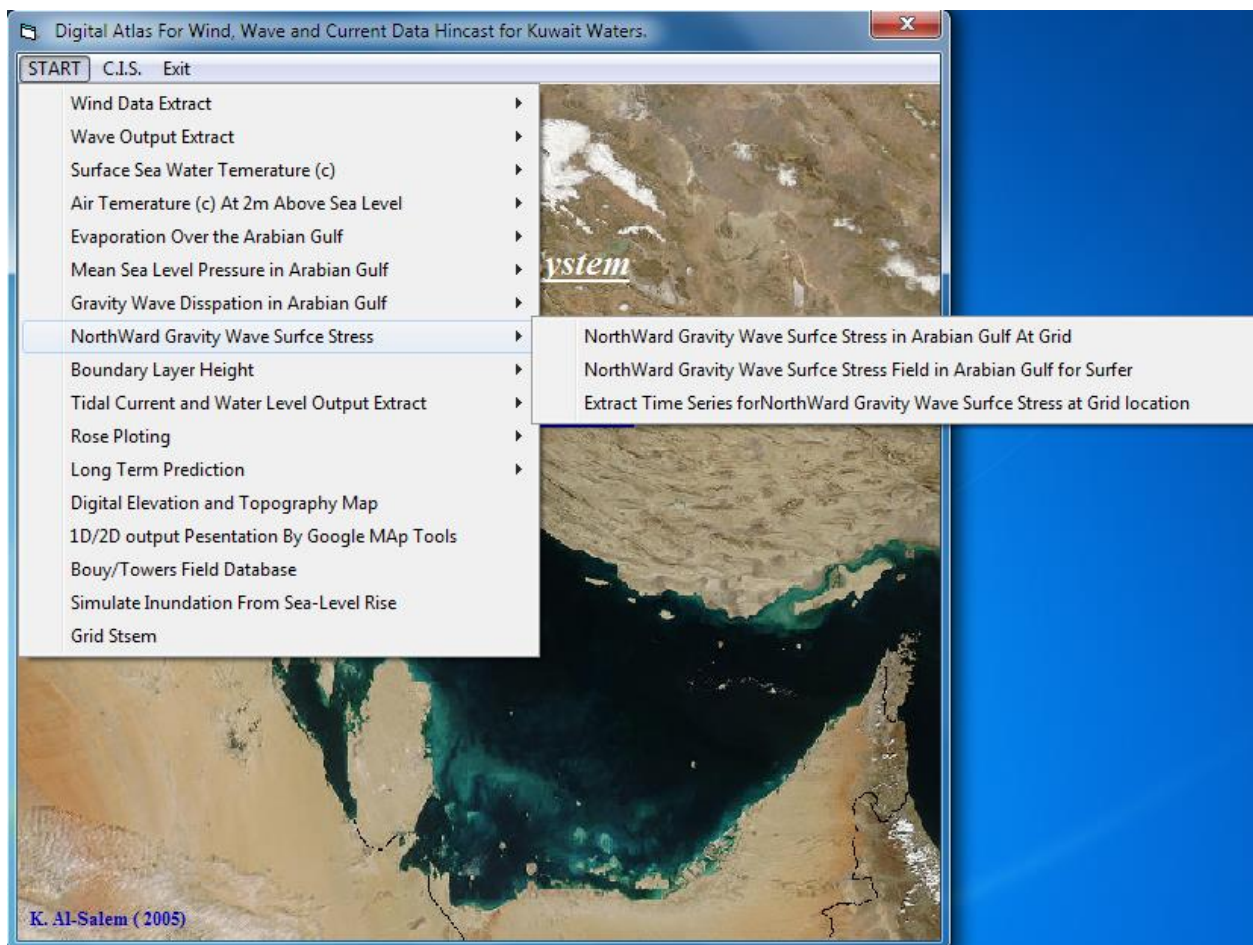 Digital Atlas For Wind, Wave and Current Data Hincast for Kuwait Waters.
START C.I.S. Exit
Wind Data Extract
Wave Output Extract
Surface Sea Water Temerature (c)
Air Temerature (c) At 2m Above Sea Level
Evaporation Over the Arabian Gulf
Mean Sea Level Pressure in Arabian Gulf
ystem
Gravity Wave Disspation in Arabian Gulf
NorthWard Gravity Wave Surfce Stress
NorthWard Gravity Wave Surfce Stress in Arabian Gulf At Grid
NorthWard Gravity Wave Surfce Stress Field in Arabian Gulf for Surfer
Extract Time Series forNorthWard Gravity Wave Surfce Stress at Grid location
Boundary Layer Height
Tidal Current and Water Level Output Extract
Rose Ploting
Long Term Prediction
Digital Elevation and Topography Map
1D/2D output Pesentation By Google MAp Tools
Bouy/Towers Field Database
Simulate Inundation From Sea-Level Rise
Grid Stsem
K. Al-Salem ( 2005)